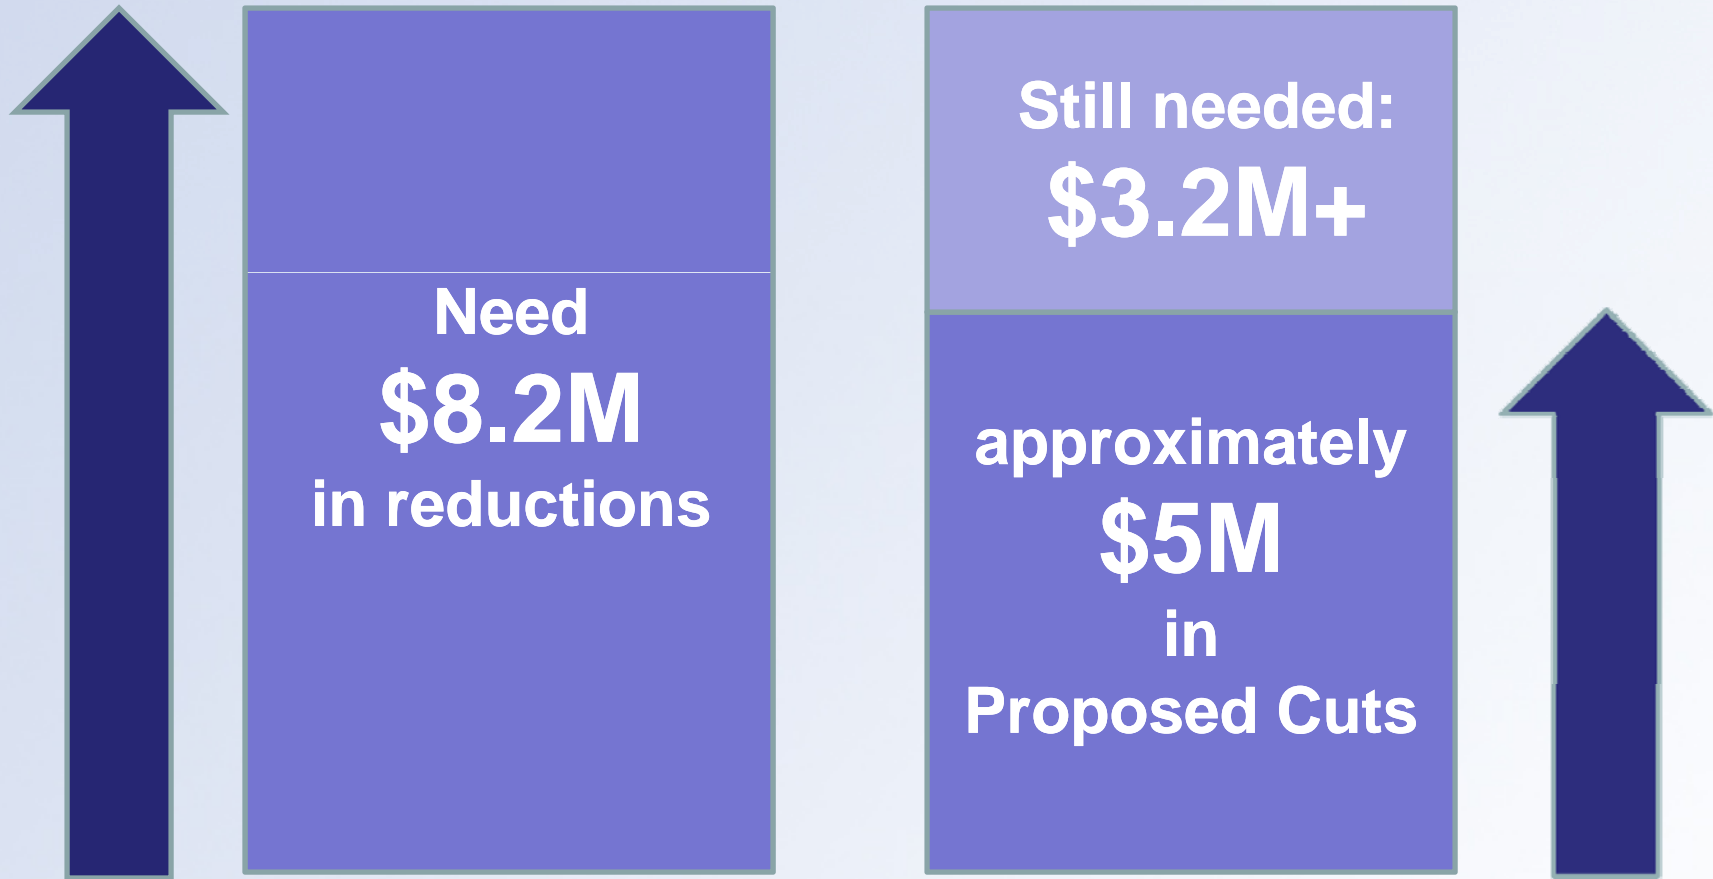 Need
$8.2M
in reductions
Still needed:
$3.2M+
approximately
$5M
in
Proposed Cuts